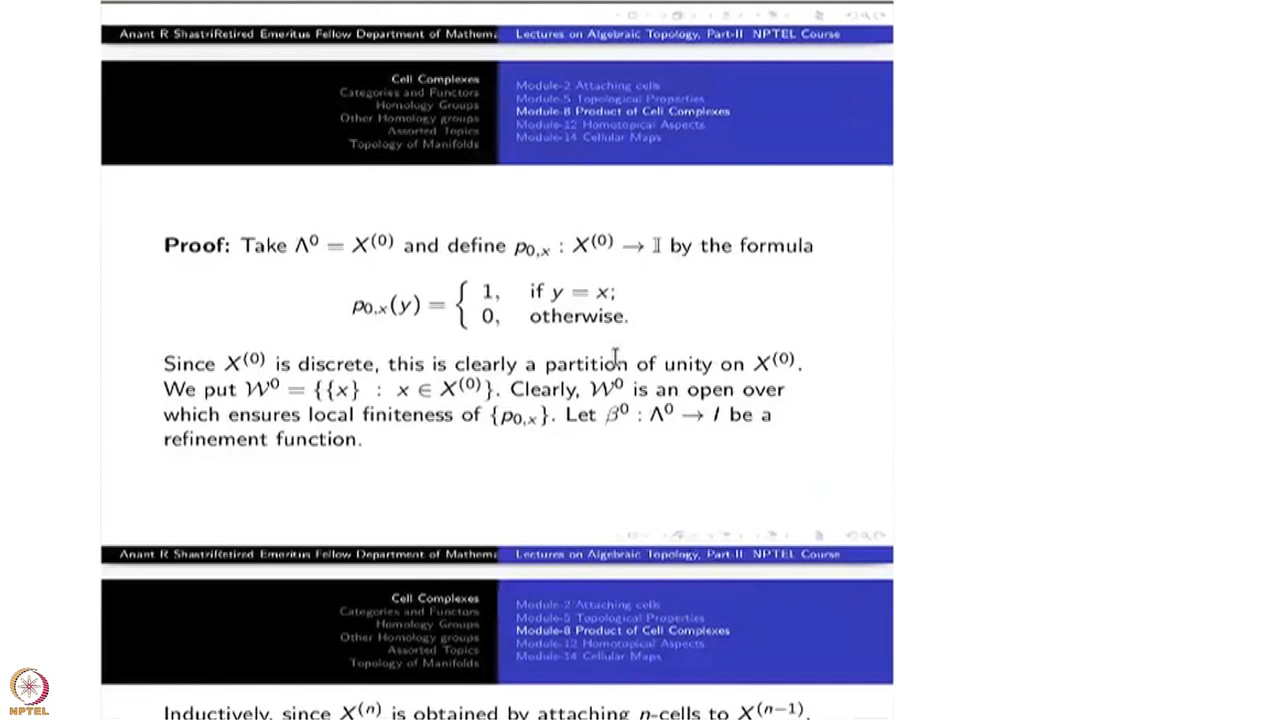 Anant R ShastriRetired Emeritus Fellow Department of Mathema
Lectures on Algebraic Topology, Part-II NPTEL Course
Cell Complexes
Categories and Functors
Homology Groups
Other Homology groups
Assorted Topics
Topology of Manifolds
Module-2 Attaching cells
Module-5 Topological Properties
Module-8 Product of Cell Complexes
Module-12 Homotopical Aspects
Module-14 Cellular Maps
Proof: Take Λ⁰ = X⁽⁰⁾ and define p₀,ₓ : X⁽⁰⁾ → 𝕀 by the formula
p₀,ₓ(y) = { 1, if y = x;
0, otherwise.
Since X⁽⁰⁾ is discrete, this is clearly a partition of unity on X⁽⁰⁾.
We put 𝒲⁰ = {{x} : x ∈ X⁽⁰⁾}. Clearly, 𝒲⁰ is an open over
which ensures local finiteness of {p₀,ₓ}. Let β⁰ : Λ⁰ → I be a
refinement function.
Anant R ShastriRetired Emeritus Fellow Department of Mathema
Lectures on Algebraic Topology, Part-II NPTEL Course
Cell Complexes
Categories and Functors
Homology Groups
Other Homology groups
Assorted Topics
Topology of Manifolds
Module-2 Attaching cells
Module-5 Topological Properties
Module-8 Product of Cell Complexes
Module-12 Homotopical Aspects
Module-14 Cellular Maps
Inductively, since X⁽ⁿ⁾ is obtained by attaching n-cells to X⁽ⁿ⁻¹⁾,
NPTEL